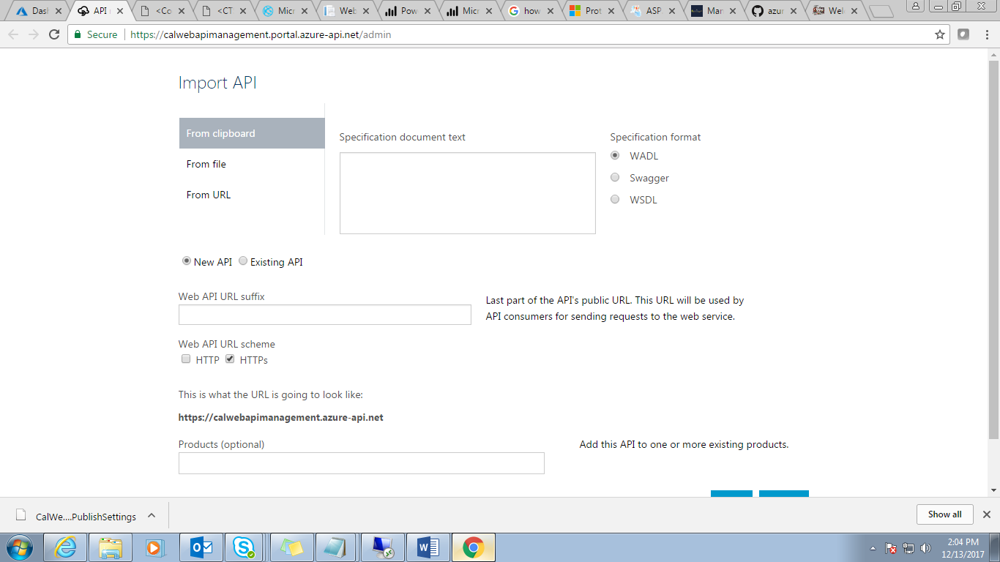 Dash
API
<Co
<CT
Micr
Web
Pow
Micr
how
Prot
ASP.
Man
azur
Wel
Secure
https://calwebapimanagement.portal.azure-api.net/admin
Import API
From clipboard
From file
From URL
Specification document text
Specification format
WADL
Swagger
WSDL
New API
Existing API
Web API URL suffix
Last part of the API's public URL. This URL will be used by
API consumers for sending requests to the web service.
Web API URL scheme
HTTP
HTTPs
This is what the URL is going to look like:
https://calwebapimanagement.azure-api.net
Products (optional)
Add this API to one or more existing products.
CalWe....PublishSettings
Show all
2:04 PM
12/13/2017